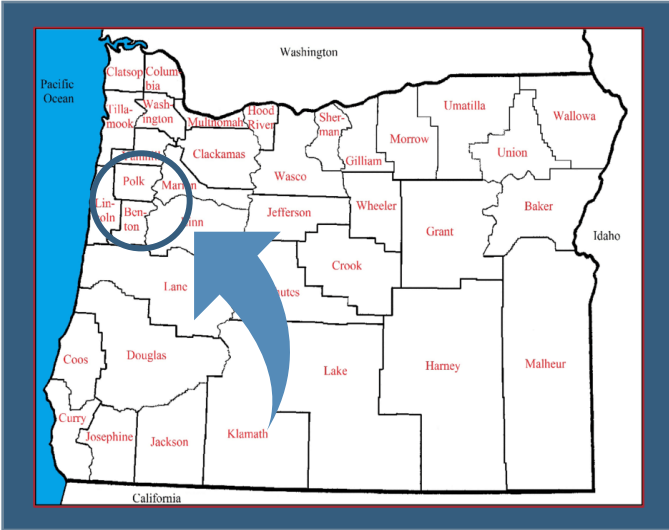 Washington
Pacific
Ocean
Clatsop
Colum-
bia
Tilla-
mook
Wash-
ington
Multnomah
Hood
River
Sher-
man
Gilliam
Morrow
Umatilla
Union
Wallowa
Clackamas
Wasco
Polk
Marion
Lin-
coln
Ben-
ton
Linn
Jefferson
Wheeler
Grant
Baker
Idaho
Crook
Lane
Coos
Douglas
Lake
Harney
Malheur
Curry
Josephine
Jackson
Klamath
California